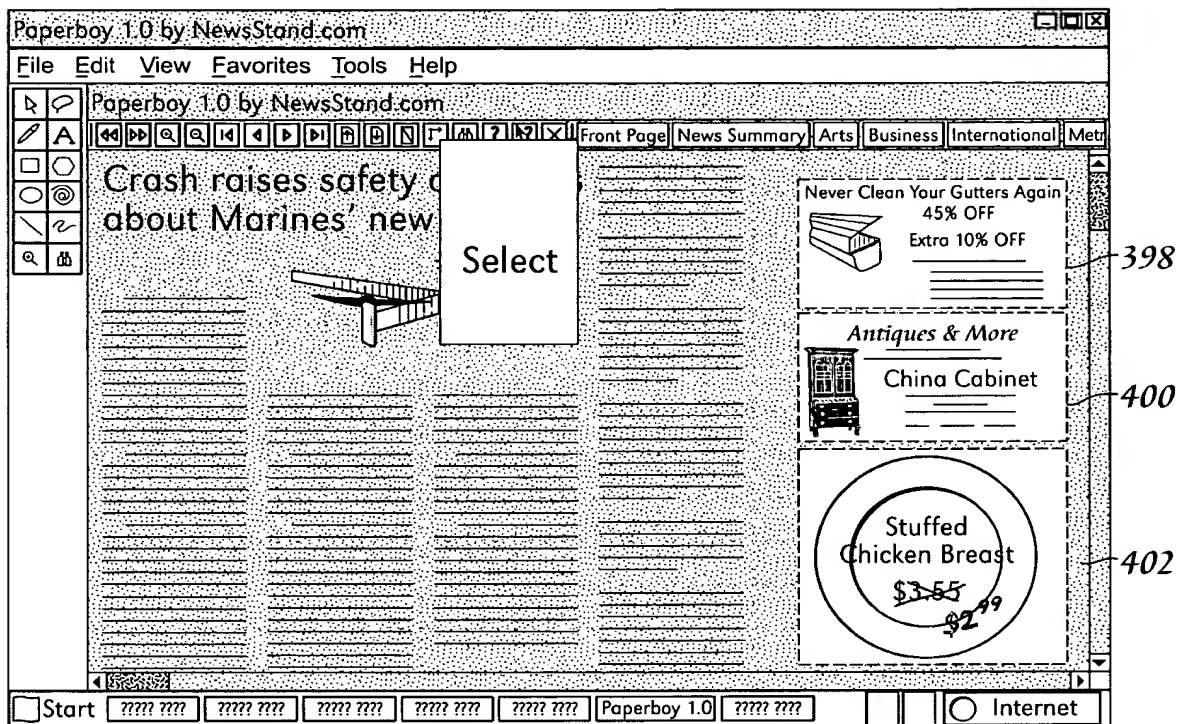 Paperboy 1.0 by NewsStand.com
File Edit View Favorites Tools Help
Paperboy 1.0 by NewsStand.com
A
? ? Front Page News Summary Arts Business International Metr
Crash raises safety
about Marines' new
Select
Never Clean Your Gutters Again
45% OFF
Extra 10% OFF
398
Antiques & More
China Cabinet
400
Stuffed
Chicken Breast
$3.55
$2.99
402
Start ????? ???? ????? ???? ????? ???? ????? ???? ????? ???? Paperboy 1.0 ????? ???? Internet